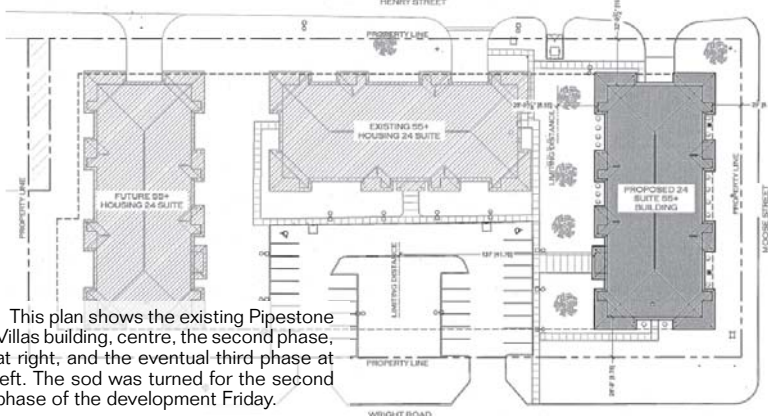 HENRY STREET
PROPERTY LINE
EXISTING 55+
HOUSING 24 SUITE
LIMITING DISTANCE
FUTURE 55+
HOUSING 24 SUITE
PROPOSED 24
SUITE 55+
BUILDING
PROPERTY LINE
PROPERTY LINE
MOOSE STREET
LIMITING DISTANCE
This plan shows the existing Pipestone
Villas building, centre, the second phase,
at right, and the eventual third phase at
left. The sod was turned for the second
phase of the development Friday.
PROPERTY LINE
WRIGHT ROAD